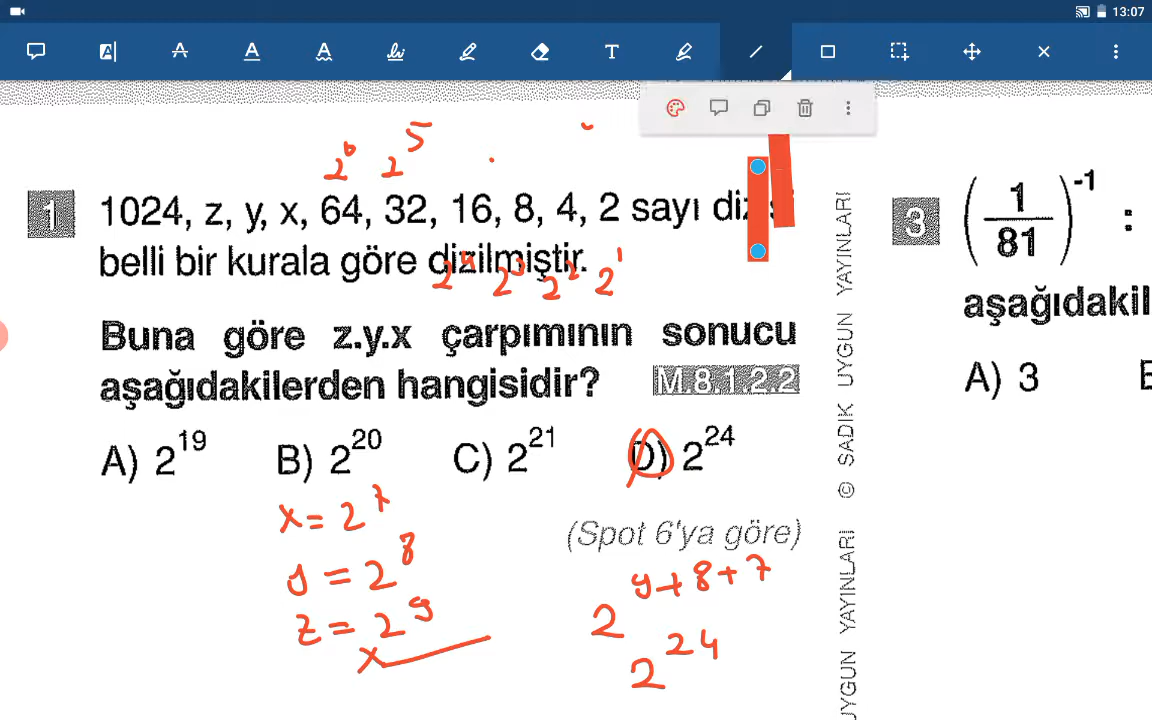 13:07
A
A
A
A
T
2⁶ 2⁵
1 1024, z, y, x, 64, 32, 16, 8, 4, 2 sayı dizisi
belli bir kurala göre dizilmiştir.
2⁴ 2³ 2² 2¹
Buna göre z.y.x çarpımının sonucu
aşağıdakilerden hangisidir? M.8.1.2.2
A) 2¹⁹ B) 2²⁰ C) 2²¹ D) 2²⁴
(Spot 6'ya göre)
x = 2⁷
y = 2⁸
z = 2⁹
x
2⁹⁺⁸⁺⁷
2²⁴
UYGUN YAYINLARI © SADIK UYGUN YAYINLARI
3 (1/81)⁻¹ :
aşağıdakil
A) 3